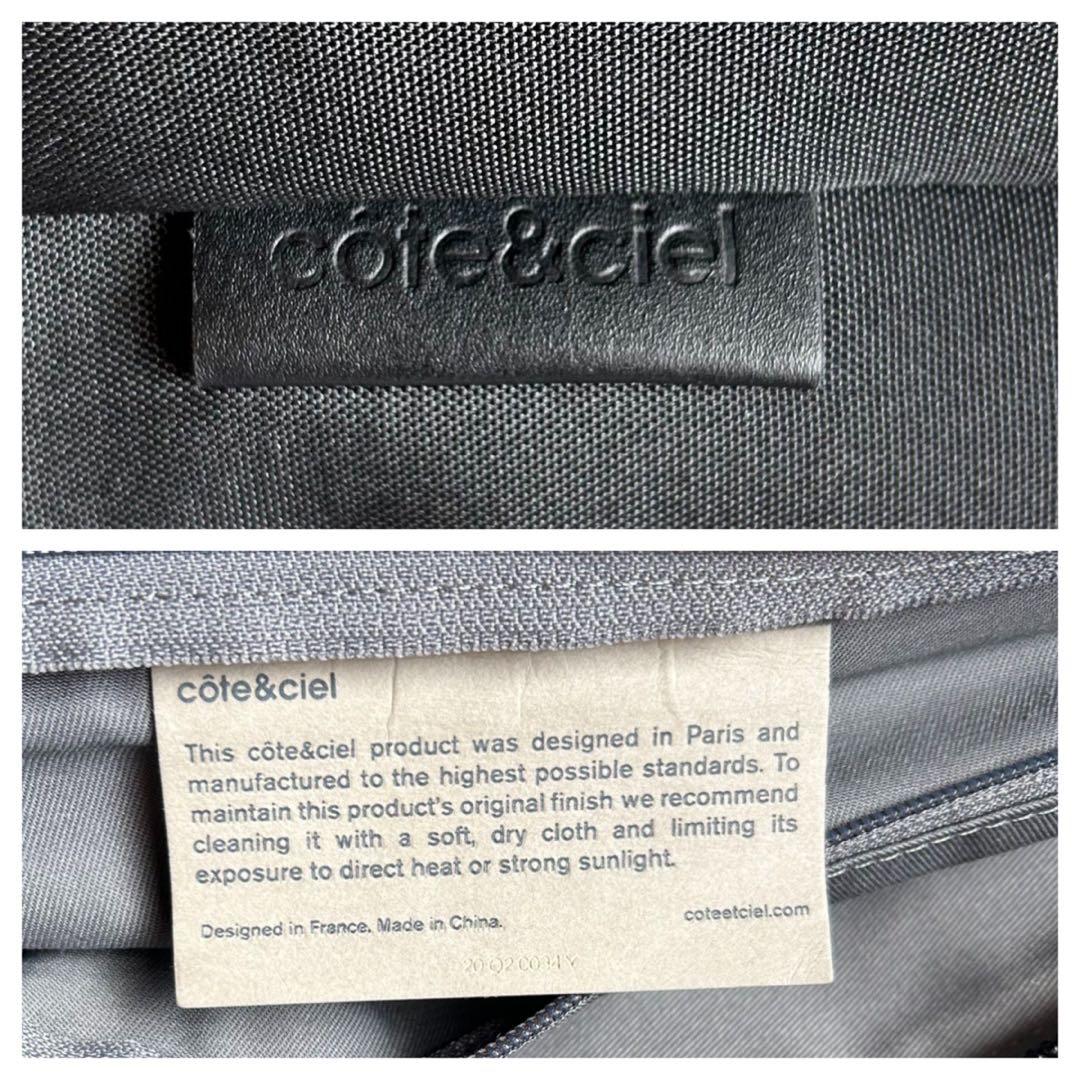 côte&ciel
côte&ciel
This côte&ciel product was designed in Paris and
manufactured to the highest possible standards. To
maintain this product's original finish we recommend
cleaning it with a soft, dry cloth and limiting its
exposure to direct heat or strong sunlight.
Designed in France. Made in China.
coteetciel.com
20 Q2